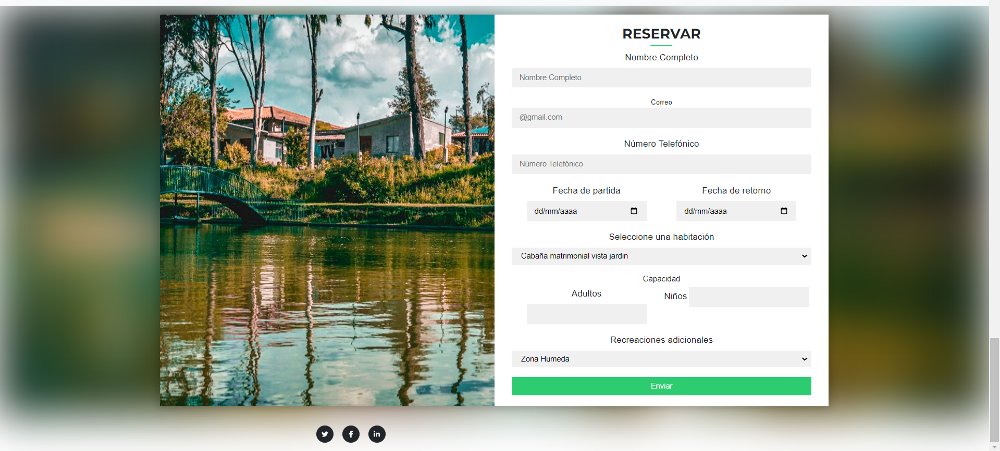 RESERVAR
Nombre Completo
Nombre Completo
Correo
@gmail.com
Número Telefónico
Número Telefónico
Fecha de partida Fecha de retorno
dd/mm/aaaa dd/mm/aaaa
Seleccione una habitación
Cabaña matrimonial vista jardin
Capacidad
Adultos Niños
Recreaciones adicionales
Zona Humeda
Enviar